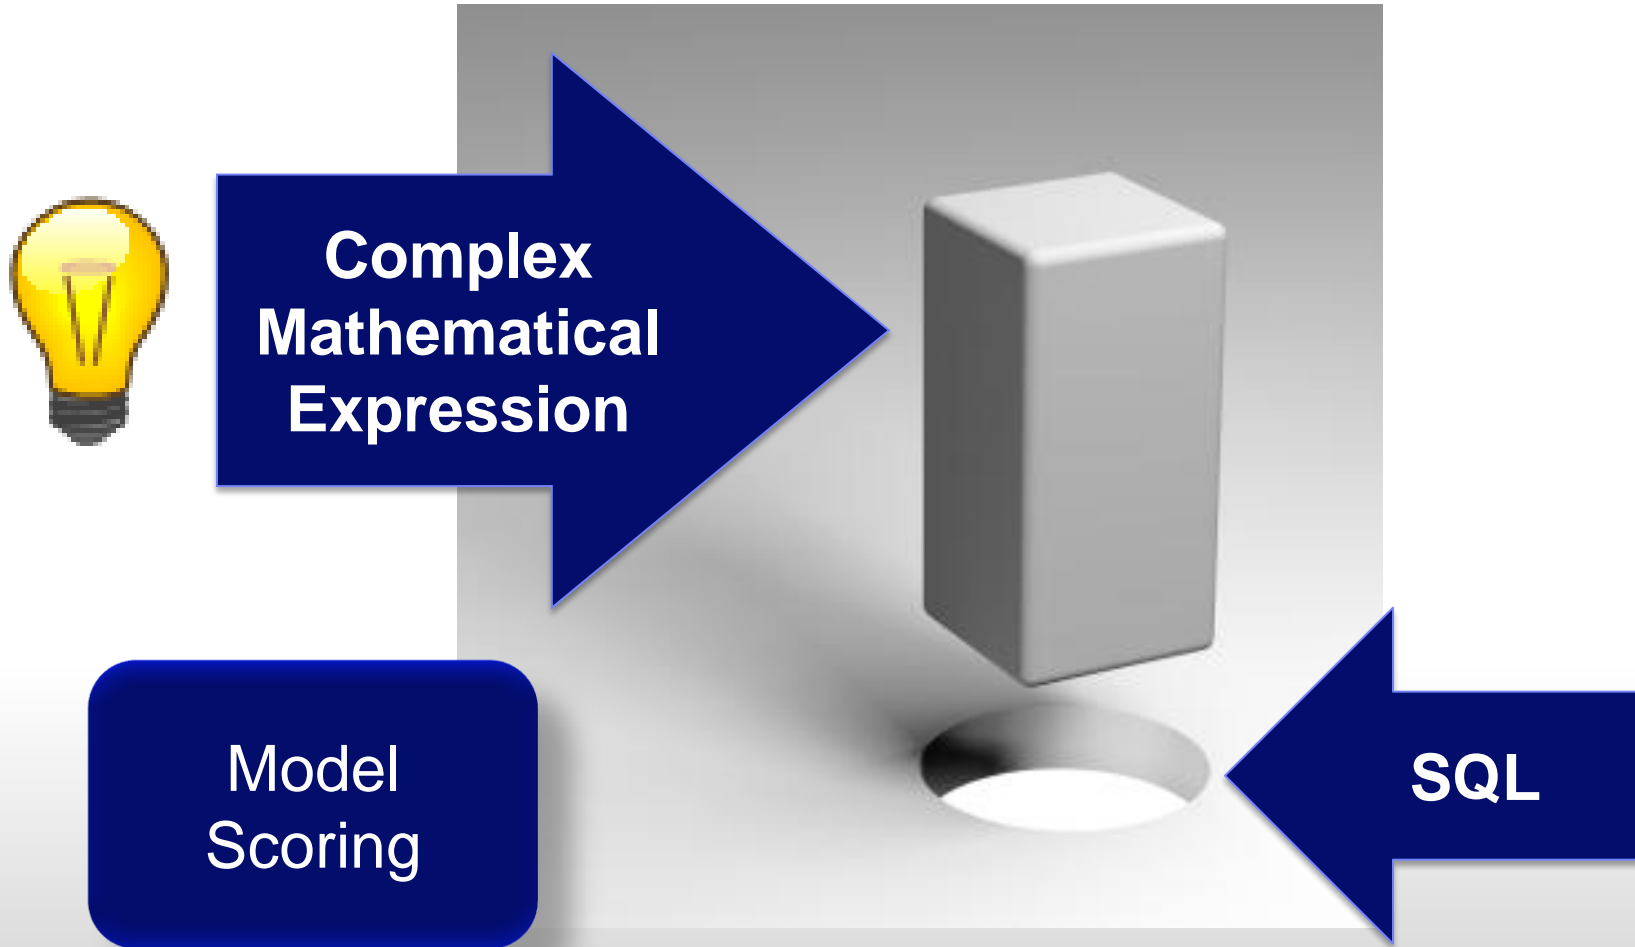 Complex
Mathematical
Expression
Model
Scoring
SQL